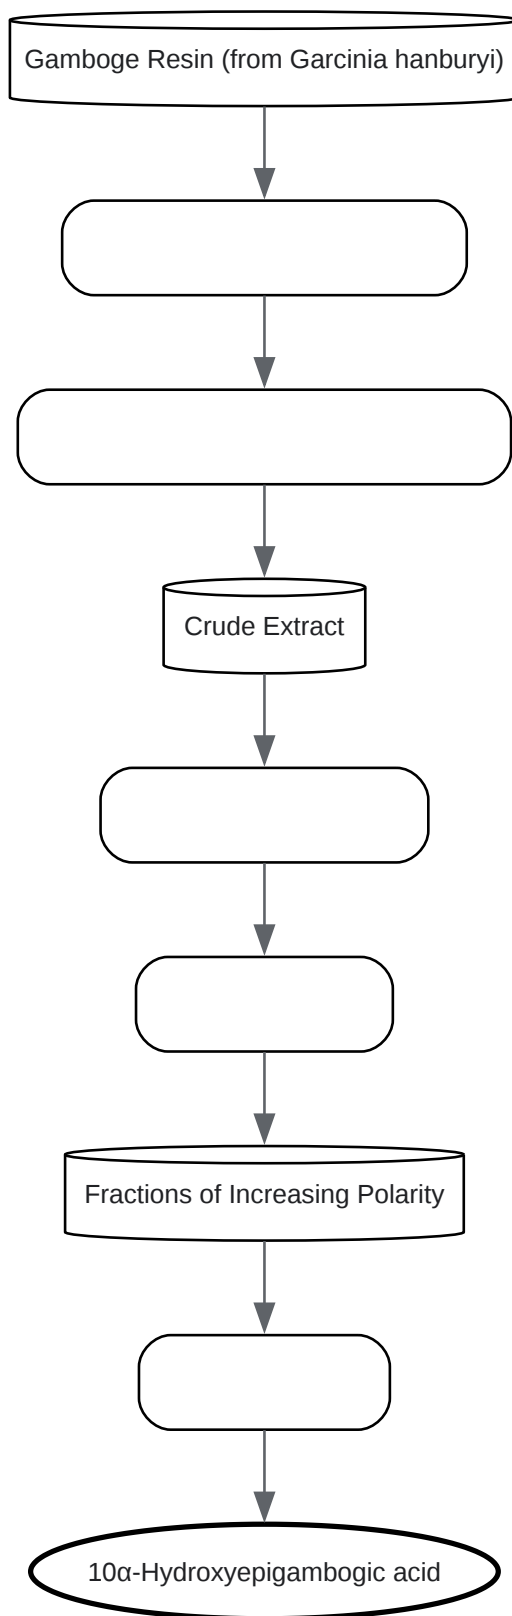 Gamboge Resin (from Garcinia hanburyi)
Crude Extract
Fractions of Increasing Polarity
10α-Hydroxyepigambogic acid